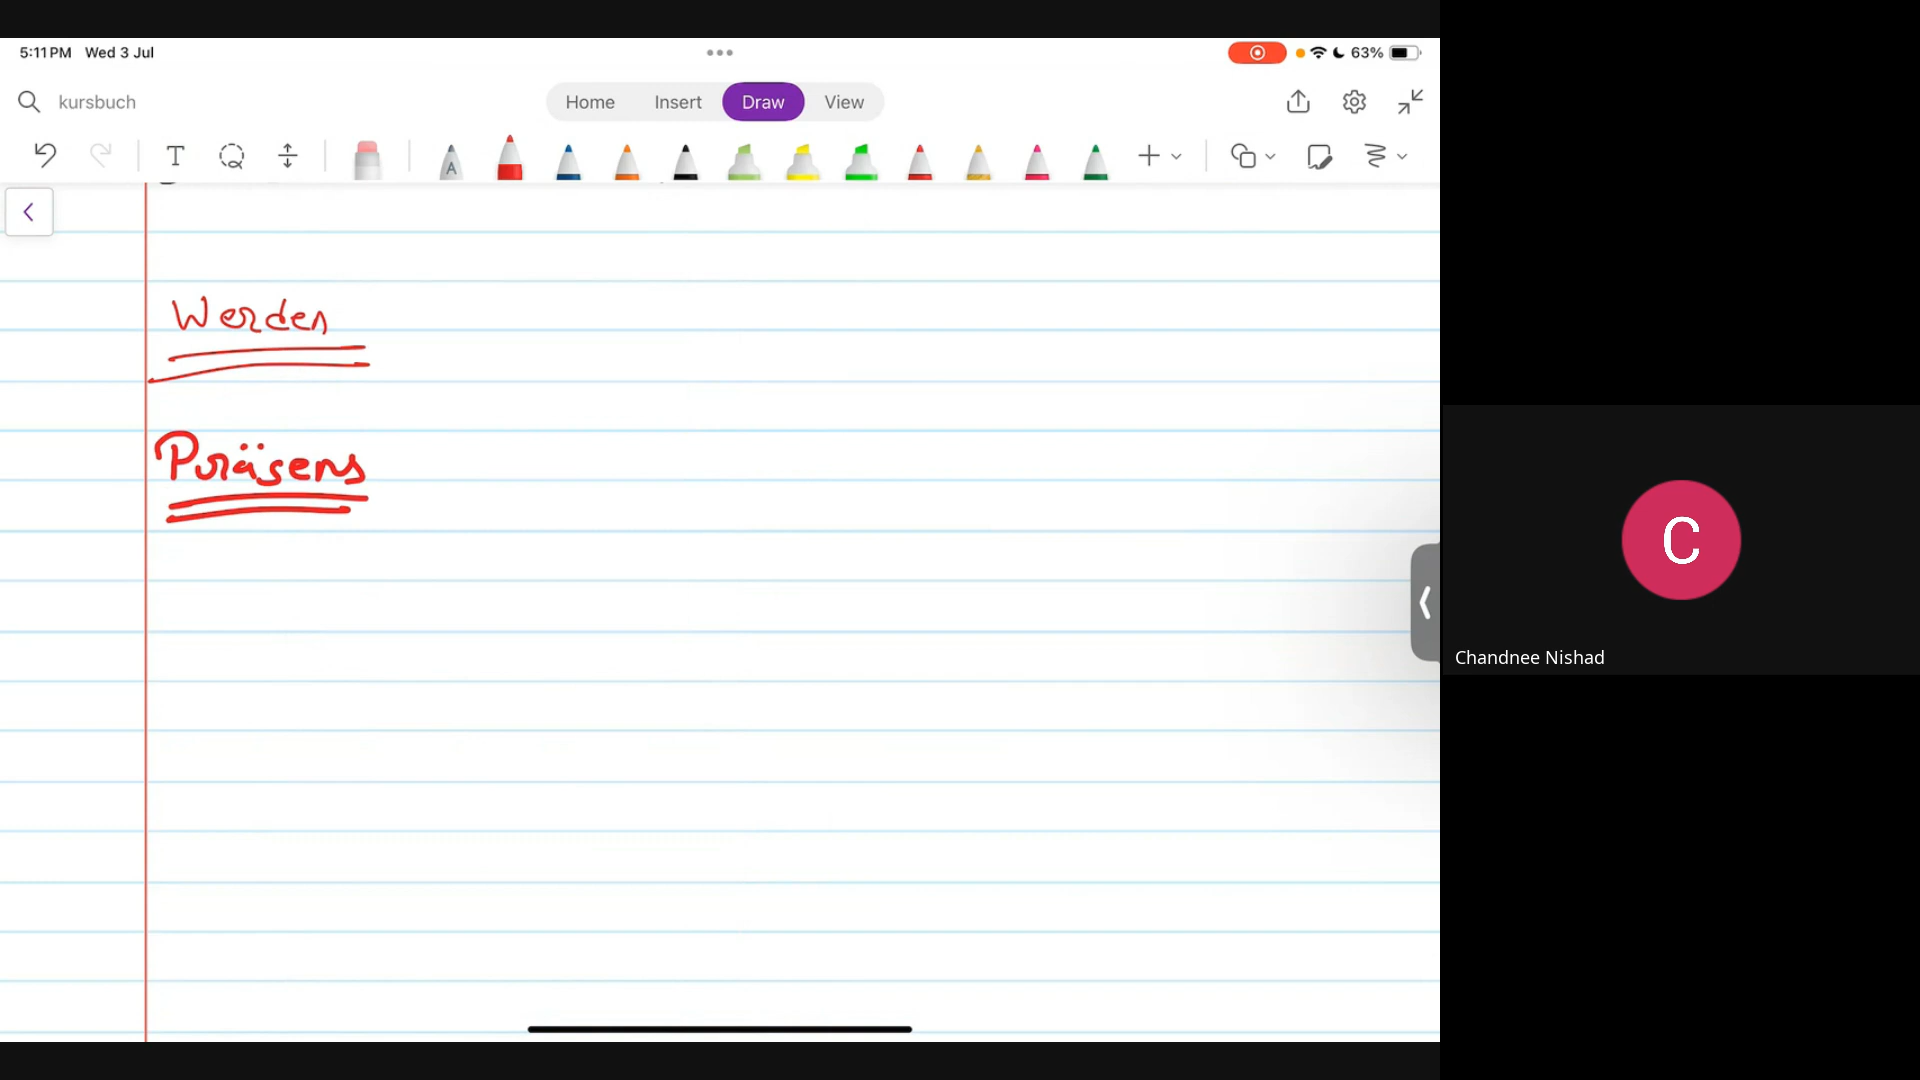 5:11 PM Wed 3 Jul
63%
kursbuch
Home Insert Draw View
T
A
Werden
Präsens
C
Chandnee Nishad